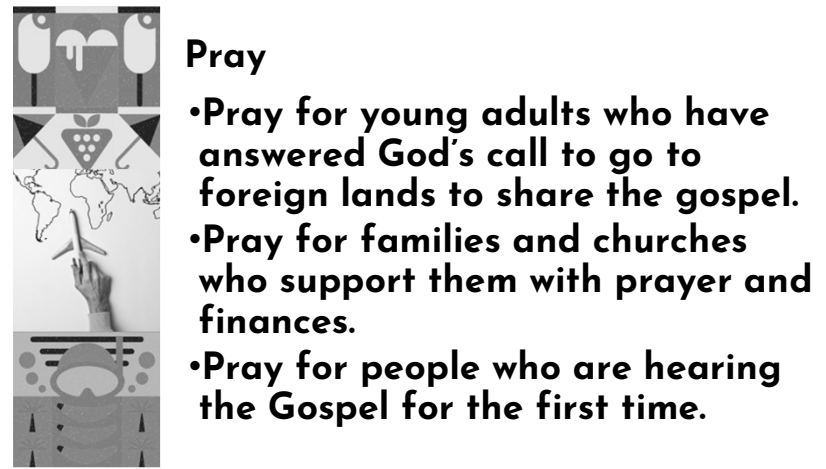 Pray
•Pray for young adults who have
answered God's call to go to
foreign lands to share the gospel.
•Pray for families and churches
who support them with prayer and
finances.
•Pray for people who are hearing
the Gospel for the first time.